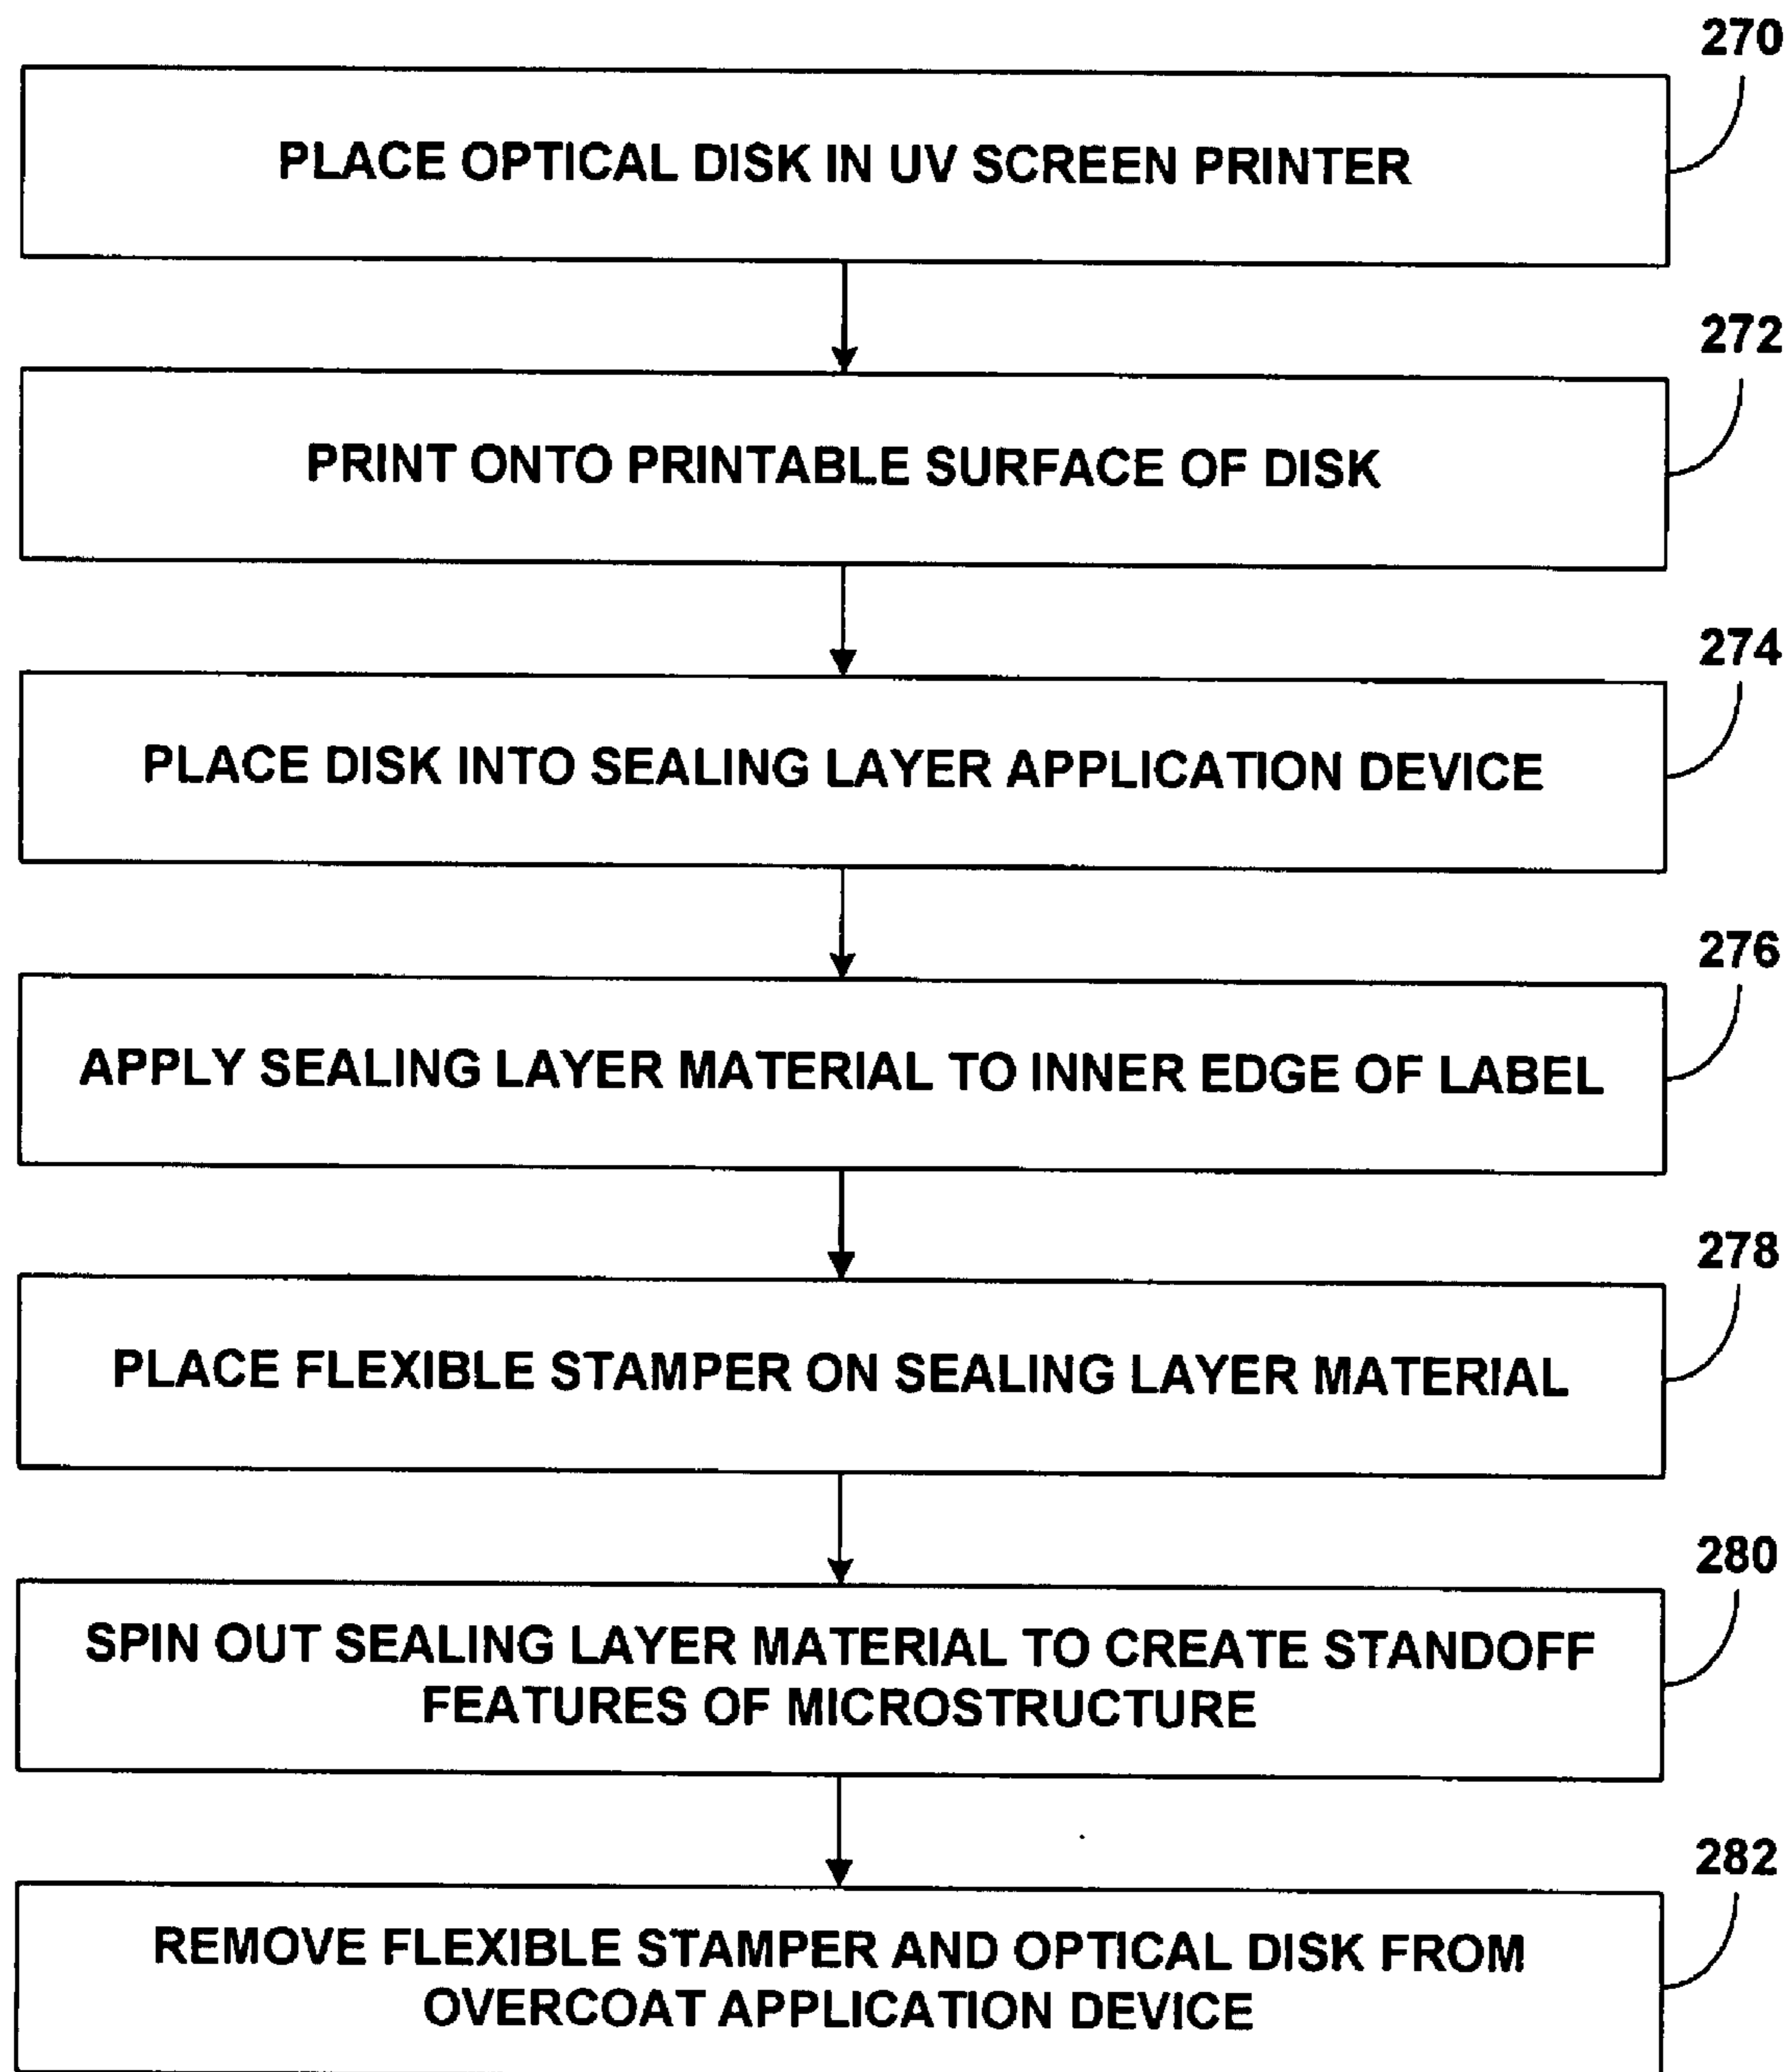 270
PLACE OPTICAL DISK IN UV SCREEN PRINTER
272
PRINT ONTO PRINTABLE SURFACE OF DISK
274
PLACE DISK INTO SEALING LAYER APPLICATION DEVICE
276
APPLY SEALING LAYER MATERIAL TO INNER EDGE OF LABEL
278
PLACE FLEXIBLE STAMPER ON SEALING LAYER MATERIAL
280
SPIN OUT SEALING LAYER MATERIAL TO CREATE STANDOFF
FEATURES OF MICROSTRUCTURE
282
REMOVE FLEXIBLE STAMPER AND OPTICAL DISK FROM
OVERCOAT APPLICATION DEVICE